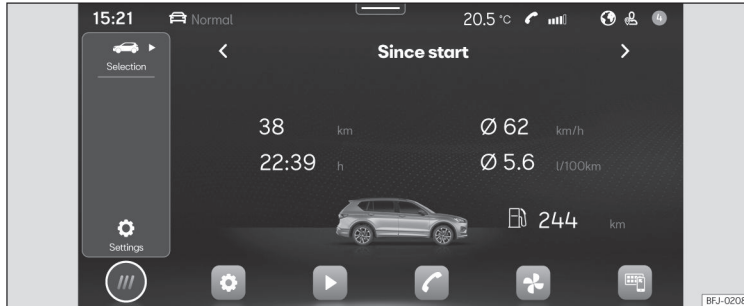 15:21 Normal 20.5 °C 4
Selection
Since start
38 km Ø 62 km/h
22:39 h Ø 5.6 l/100km
244 km
Settings
BFJ-0208